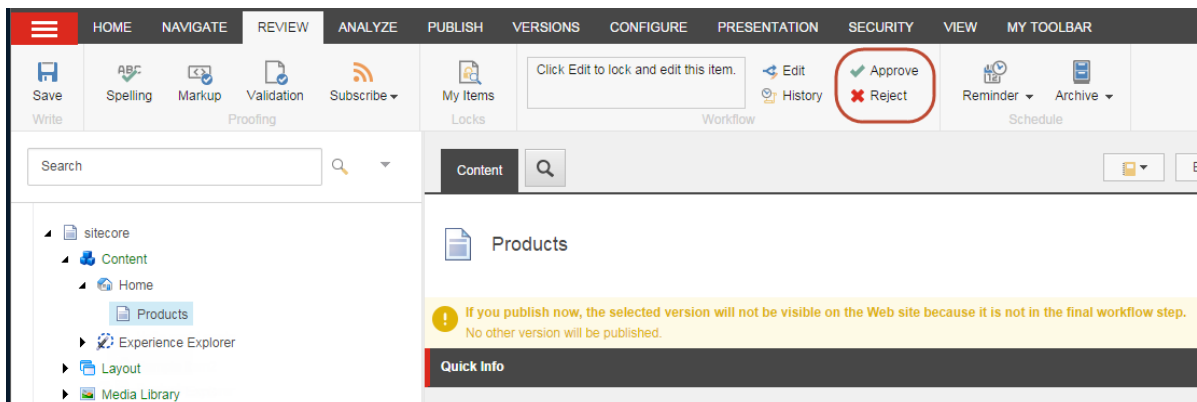 HOME NAVIGATE REVIEW ANALYZE PUBLISH VERSIONS CONFIGURE PRESENTATION SECURITY VIEW MY TOOLBAR
Click Edit to lock and edit this item.
Edit
Approve
History
Reject
Save Spelling Markup Validation Subscribe My Items Reminder Archive
Write Proofing Locks Workflow Schedule
Search
Content
sitecore
Content
Home
Products
Experience Explorer
Layout
Media Library
Products
If you publish now, the selected version will not be visible on the Web site because it is not in the final workflow step.
No other version will be published.
Quick Info